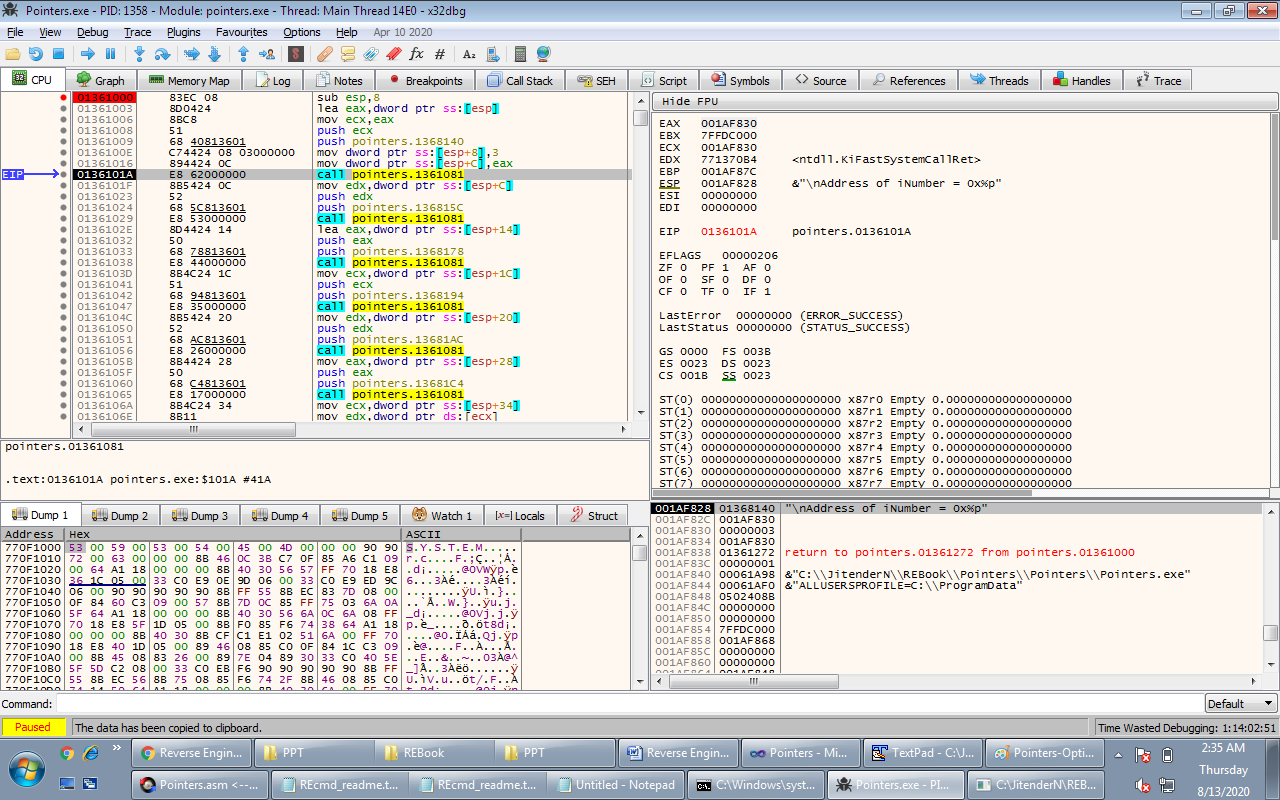 Pointers.exe - PID: 1358 - Module: pointers.exe - Thread: Main Thread 14E0 - x32dbg
File View Debug Trace Plugins Favourites Options Help Apr 10 2020
CPU Graph Memory Map Log Notes Breakpoints Call Stack SEH Script Symbols Source References Threads Handles Trace
01361000 83EC 08 sub esp,8
01361003 8D0424 lea eax,dword ptr ss:[esp]
01361006 8BC8 mov ecx,eax
01361008 51 push ecx
01361009 68 40813601 push pointers.1368140
0136100E C74424 08 03000000 mov dword ptr ss:[esp+8],3
01361016 894424 0C mov dword ptr ss:[esp+C],eax
EIP 0136101A E8 62000000 call pointers.1361081
0136101F 8B5424 0C mov edx,dword ptr ss:[esp+C]
01361023 52 push edx
01361024 68 5C813601 push pointers.136815C
01361029 E8 53000000 call pointers.1361081
0136102E 8D4424 14 lea eax,dword ptr ss:[esp+14]
01361032 50 push eax
01361033 68 78813601 push pointers.1368178
01361038 E8 44000000 call pointers.1361081
0136103D 8B4C24 1C mov ecx,dword ptr ss:[esp+1C]
01361041 51 push ecx
01361042 68 94813601 push pointers.1368194
01361047 E8 35000000 call pointers.1361081
0136104C 8B5424 20 mov edx,dword ptr ss:[esp+20]
01361050 52 push edx
01361051 68 AC813601 push pointers.13681AC
01361056 E8 26000000 call pointers.1361081
0136105B 8B4424 28 mov eax,dword ptr ss:[esp+28]
0136105F 50 push eax
01361060 68 C4813601 push pointers.13681C4
01361065 E8 17000000 call pointers.1361081
0136106A 8B4C24 34 mov ecx,dword ptr ss:[esp+34]
0136106E 8B11 mov edx,dword ptr ds:[ecx]
pointers.01361081
.text:0136101A pointers.exe:$101A #41A
Hide FPU
EAX 001AF830
EBX 7FFDC000
ECX 001AF830
EDX 771370B4 <ntdll.KiFastSystemCallRet>
EBP 001AF87C
ESP 001AF828 &"\nAddress of iNumber = 0x%p"
ESI 00000000
EDI 00000000
EIP 0136101A pointers.0136101A
EFLAGS 00000206
ZF 0 PF 1 AF 0
OF 0 SF 0 DF 0
CF 0 TF 0 IF 1
LastError 00000000 (ERROR_SUCCESS)
LastStatus 00000000 (STATUS_SUCCESS)
GS 0000 FS 003B
ES 0023 DS 0023
CS 001B SS 0023
ST(0) 00000000000000000000 x87r0 Empty 0.000000000000000000
ST(1) 00000000000000000000 x87r1 Empty 0.000000000000000000
ST(2) 00000000000000000000 x87r2 Empty 0.000000000000000000
ST(3) 00000000000000000000 x87r3 Empty 0.000000000000000000
ST(4) 00000000000000000000 x87r4 Empty 0.000000000000000000
ST(5) 00000000000000000000 x87r5 Empty 0.000000000000000000
ST(6) 00000000000000000000 x87r6 Empty 0.000000000000000000
ST(7) 00000000000000000000 x87r7 Empty 0.000000000000000000
Dump 1 Dump 2 Dump 3 Dump 4 Dump 5 Watch 1 Locals Struct
Address Hex ASCII
770F1000 53 00 59 00 53 00 54 00 45 00 4D 00 00 00 90 90 S.Y.S.T.E.M.....
770F1010 72 00 63 00 00 00 00 8B 46 0C 3B C7 0F 85 A6 C1 09
770F1020 00 64 A1 18 00 00 00 8B 40 30 56 57 FF 70 18 E8
770F1030 36 1C 05 00 33 C0 E9 0E 9D 06 00 33 C0 E9 ED 9C
770F1040 06 00 90 90 90 90 90 8B FF 55 8B EC 83 7D 08 00
770F1050 0F 84 60 C3 09 00 57 8B 7D 0C 85 FF 75 03 6A 0A
770F1060 5F 64 A1 18 00 00 00 8B 40 30 56 6A 0C 6A 08 FF
770F1070 70 18 E8 5F 1D 05 00 8B F0 85 F6 74 38 64 A1 18
770F1080 00 00 00 8B 40 30 8B CF C1 E1 02 51 6A 00 FF 70
770F1090 18 E8 40 1D 05 00 89 46 08 85 C0 0F 84 1C C3 09
770F10A0 00 8B 45 08 83 26 00 89 7E 04 89 30 33 C0 40 5E
770F10B0 5F 5D C2 08 00 33 C0 EB F6 90 90 90 90 90 8B FF
770F10C0 55 8B EC 56 8B 75 08 85 F6 74 2F 8B 46 08 85 C0
001AF828 01368140 "\nAddress of iNumber = 0x%p"
001AF82C 001AF830
001AF830 00000003
001AF834 001AF830
001AF838 01361272 return to pointers.01361272 from pointers.01361000
001AF83C 00000001
001AF840 00061A98 &"C:\\JitenderN\\REBook\\Pointers\\Pointers\\Pointers.exe"
001AF844 00061AF0 &"ALLUSERSPROFILE=C:\\ProgramData"
001AF848 0502408B
001AF84C 00000000
001AF850 00000000
001AF854 7FFDC000
001AF858 001AF868
001AF85C 00000000
001AF860 00000000
Command: Default
Paused The data has been copied to clipboard. Time Wasted Debugging: 1:14:02:51
Reverse Engin... PPT REBook PPT Reverse Engin... Pointers - Mi... TextPad - C:\J... Pointers-Opti...
Pointers.asm <--... REcmd_readme.t... REcmd_readme.t... Untitled - Notepad C:\Windows\syst... Pointers.exe - PI... C:\JitenderN\REB...
2:35 AM
Thursday
8/13/2020